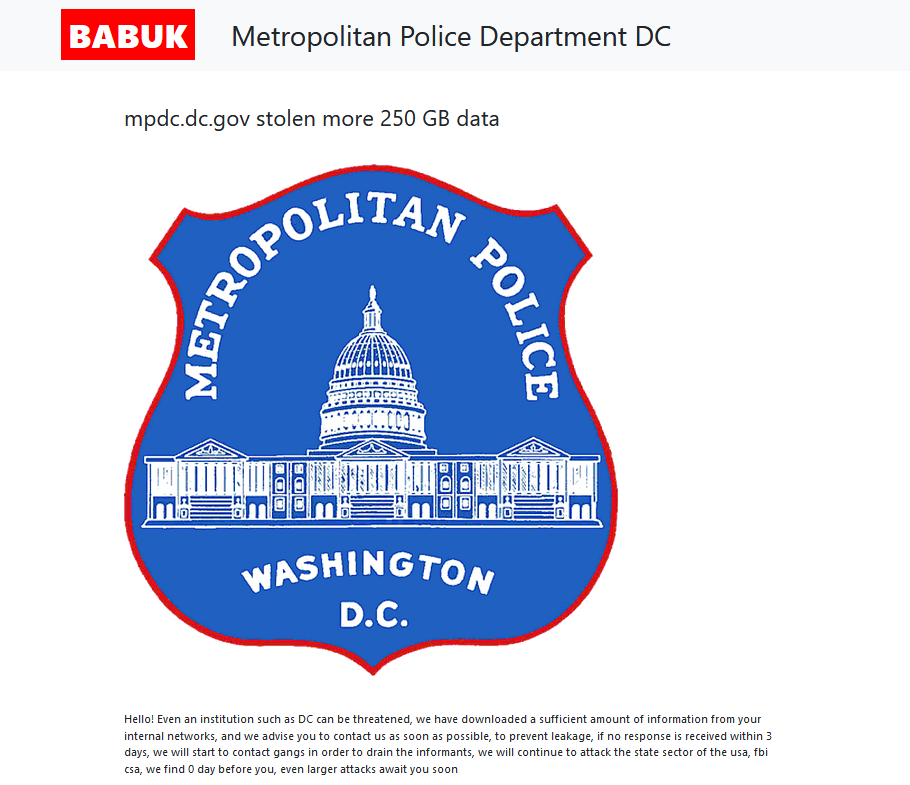 BABUK
Metropolitan Police Department DC
mpdc.dc.gov stolen more 250 GB data
METROPOLITAN POLICE
WASHINGTON
D.C.
Hello! Even an institution such as DC can be threatened, we have downloaded a sufficient amount of information from your
internal networks, and we advise you to contact us as soon as possible, to prevent leakage, if no response is received within 3
days, we will start to contact gangs in order to drain the informants, we will continue to attack the state sector of the usa, fbi
csa, we find 0 day before you, even larger attacks await you soon